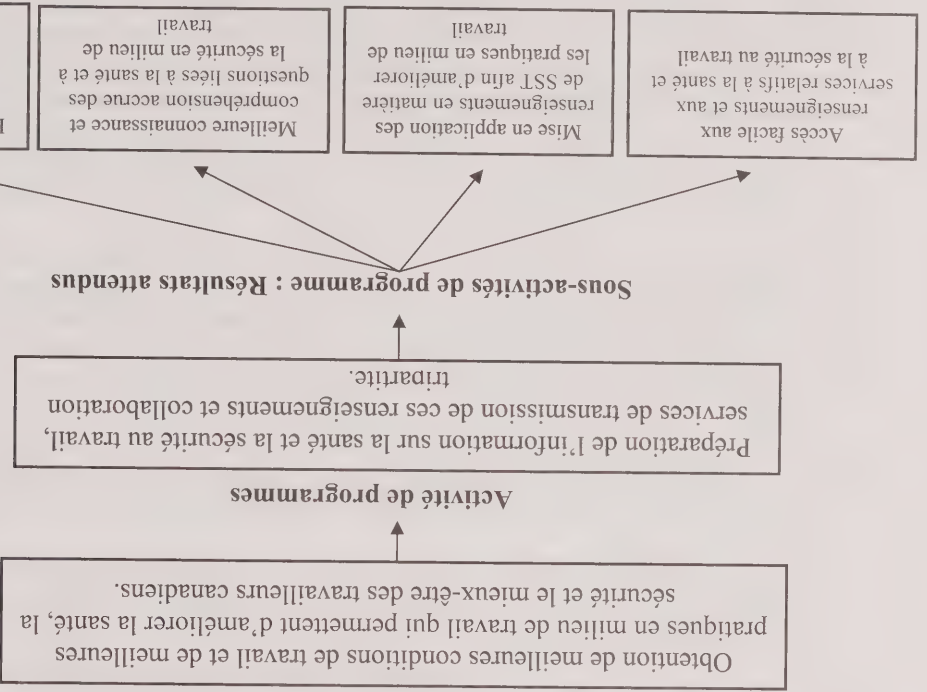 Obtention de meilleures conditions de travail et de meilleures
pratiques en milieu de travail qui permettent d'améliorer la santé, la
sécurité et le mieux-être des travailleurs canadiens.
Activité de programmes
Préparation de l'information sur la santé et la sécurité au travail,
services de transmission de ces renseignements et collaboration
tripartite.
Sous-activités de programme : Résultats attendus
Accès facile aux
renseignements et aux
services relatifs à la santé et
à la sécurité au travail
Mise en application des
renseignements en matière
de SST afin d'améliorer
les pratiques en milieu de
travail
Meilleure connaissance et
compréhension accrue des
questions liées à la santé et à
la sécurité en milieu de
travail